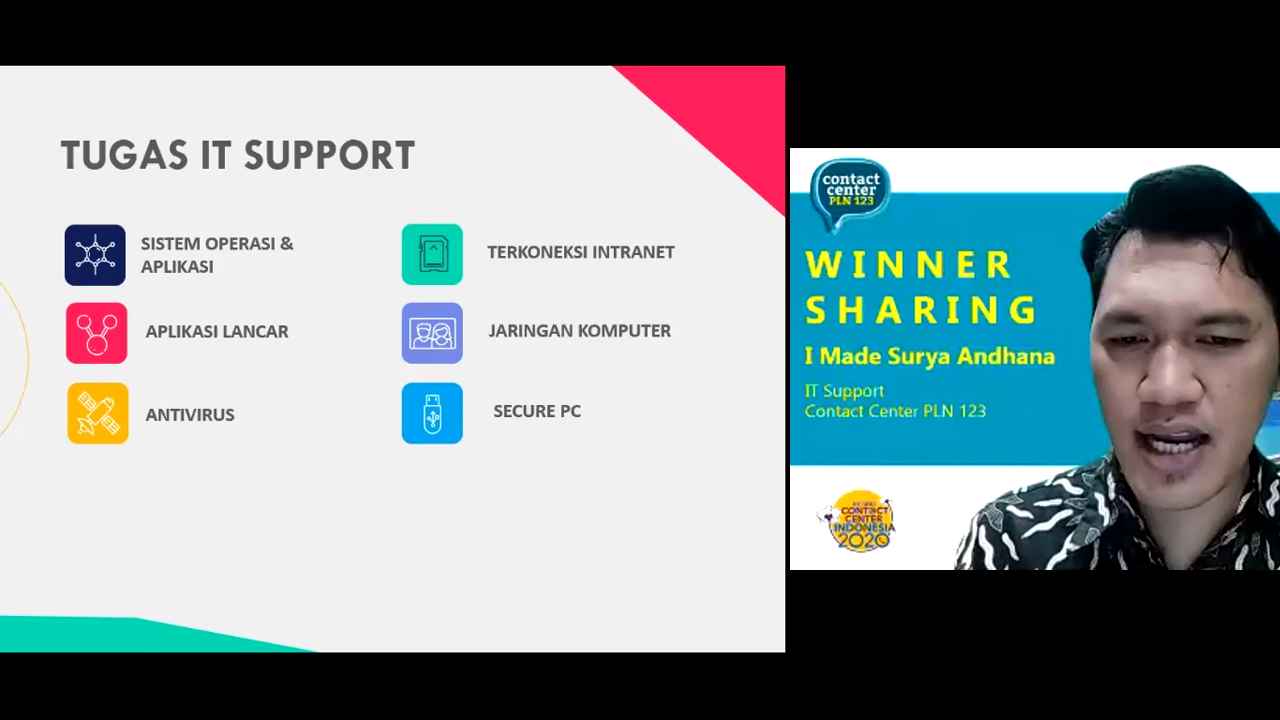 TUGAS IT SUPPORT
SISTEM OPERASI &
APLIKASI
TERKONEKSI INTRANET
APLIKASI LANCAR
JARINGAN KOMPUTER
ANTIVIRUS
SECURE PC
contact
center
PLN 123
WINNER
SHARING
I Made Surya Andhana
IT Support
Contact Center PLN 123
CONTACT
CENTER
INDONESIA
2020